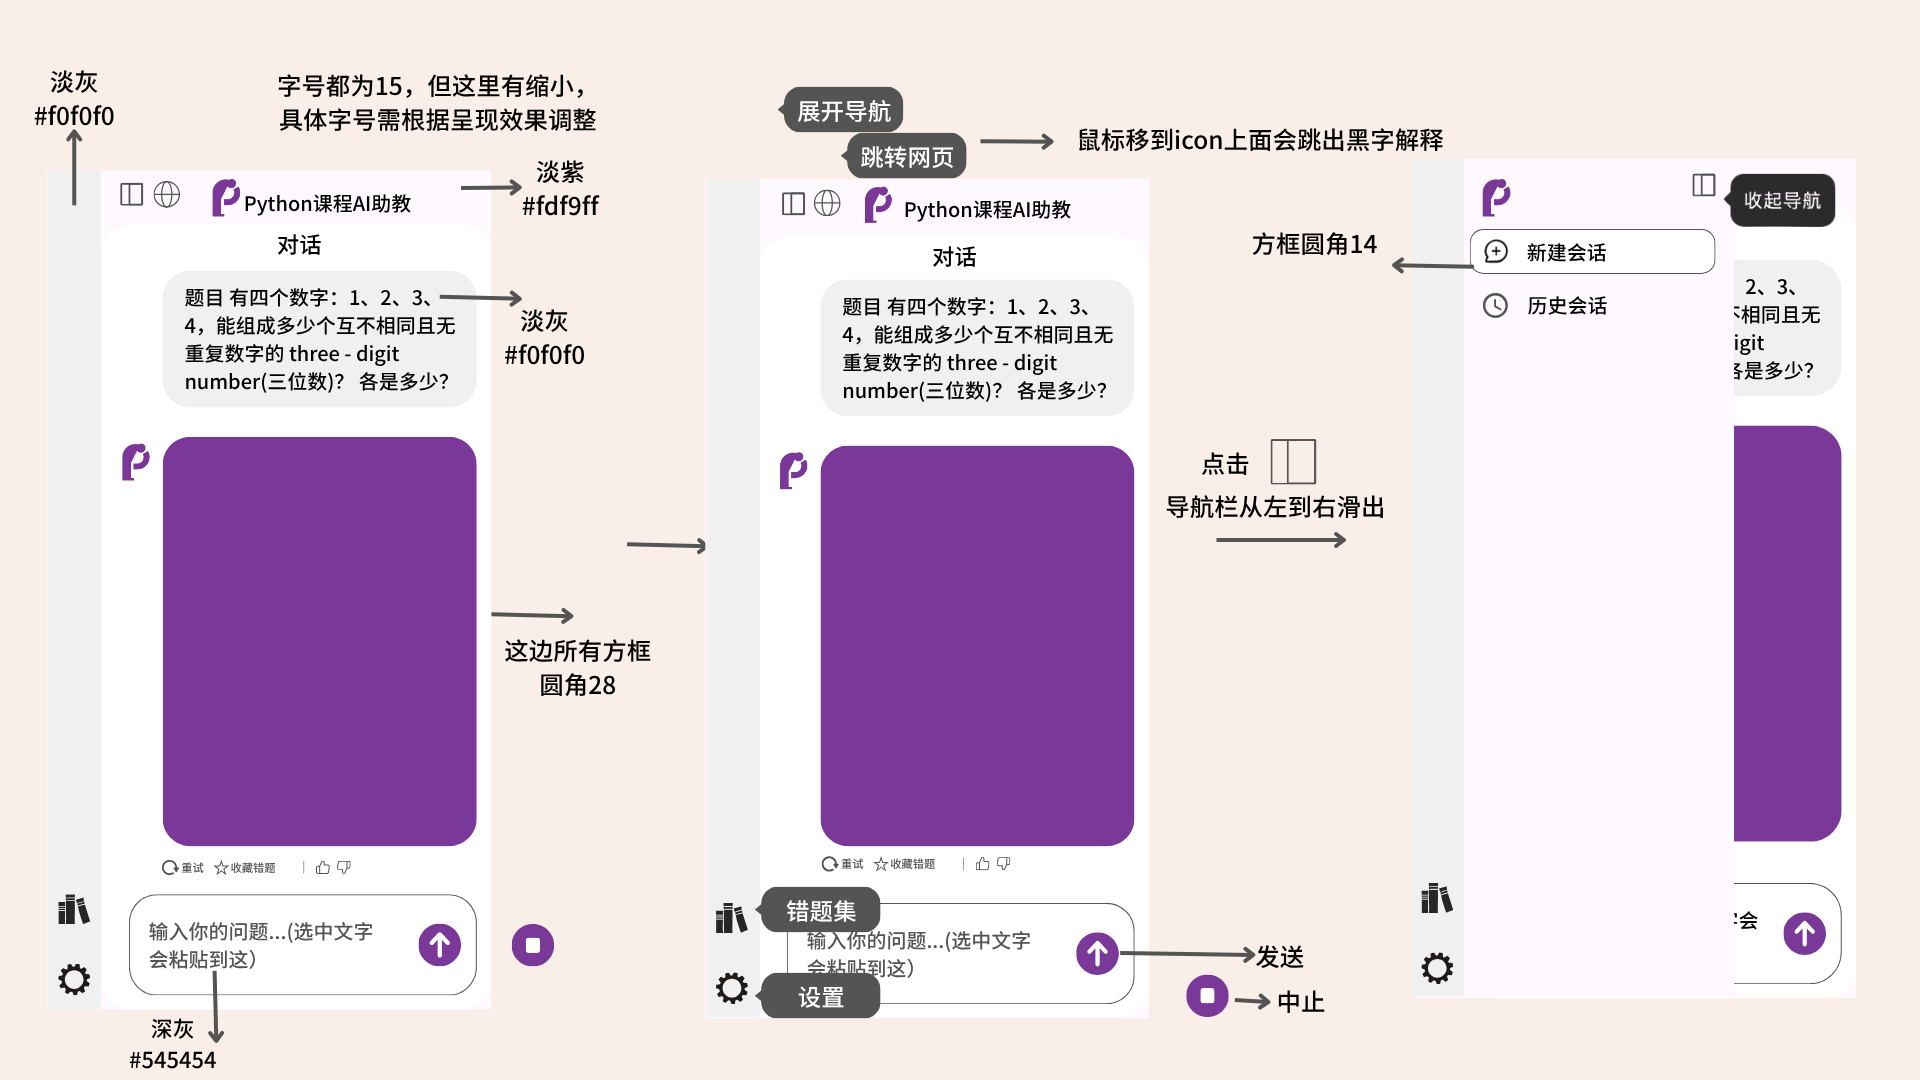 淡灰
#f0f0f0
字号都为15，但这里有缩小，
具体字号需根据呈现效果调整
淡紫
#fdf9ff
Python课程AI助教
对话
题目 有四个数字：1、2、3、
4，能组成多少个互不相同且无
重复数字的 three - digit
number(三位数)？ 各是多少？
淡灰
#f0f0f0
这边所有方框
圆角28
重试 收藏错题
输入你的问题...(选中文字
会粘贴到这）
深灰
#545454
展开导航
跳转网页
鼠标移到icon上面会跳出黑字解释
Python课程AI助教
对话
题目 有四个数字：1、2、3、
4，能组成多少个互不相同且无
重复数字的 three - digit
number(三位数)？ 各是多少？
重试 收藏错题
错题集
输入你的问题...(选中文字
会粘贴到这）
设置
发送
中止
点击
导航栏从左到右滑出
方框圆角14
收起导航
新建会话
历史会话
2、3、
不相同且无
igit
各是多少？
字会